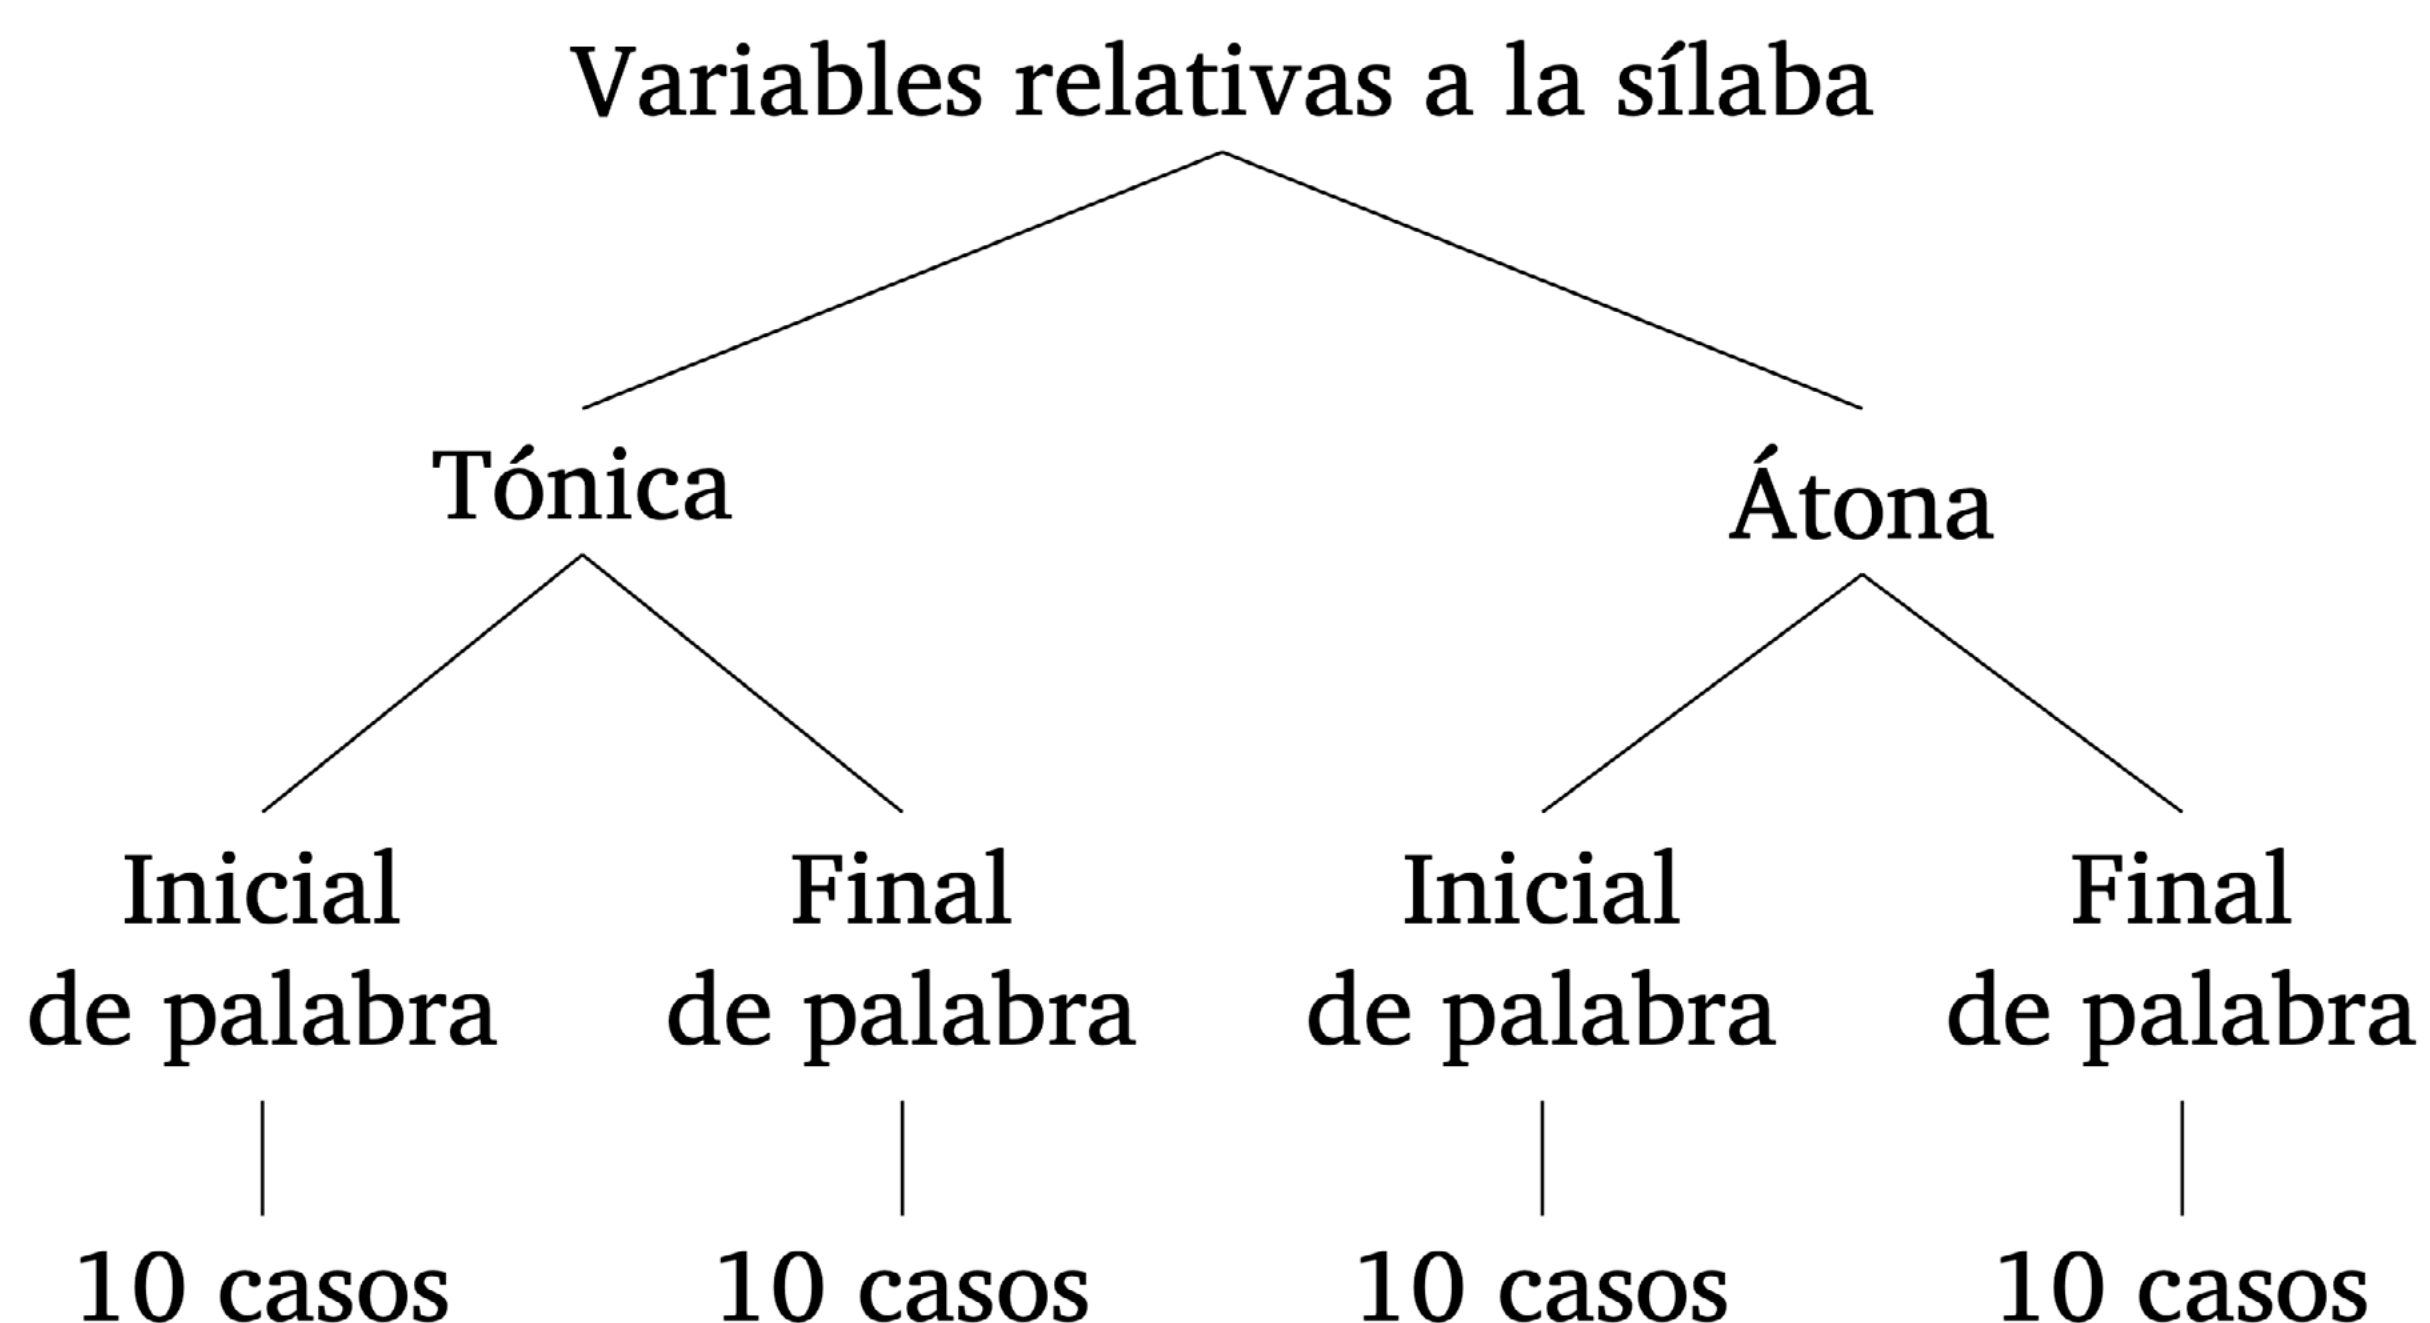 Variables relativas a la sílaba
Tónica
Átona
Inicial
de palabra
Final
de palabra
Inicial
de palabra
Final
de palabra
10 casos
10 casos
10 casos
10 casos